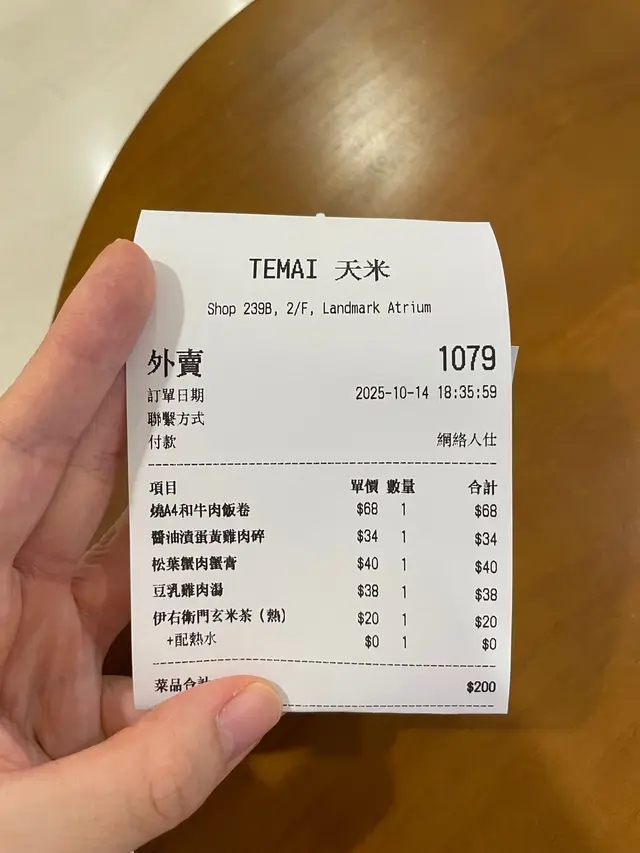 TEMAI 天米
Shop 239B, 2/F, Landmark Atrium
外賣 1079
訂單日期 2025-10-14 18:35:59
聯繫方式
付款 網絡人仕
項目 單價 數量 合計
燒A4和牛肉飯卷 $68 1 $68
醬油漬蛋黃雞肉碎 $34 1 $34
松葉蟹肉蟹膏 $40 1 $40
豆乳雞肉湯 $38 1 $38
伊右衛門玄米茶 (熱) $20 1 $20
+配熱水 $0 1 $0
菜品合計 $200